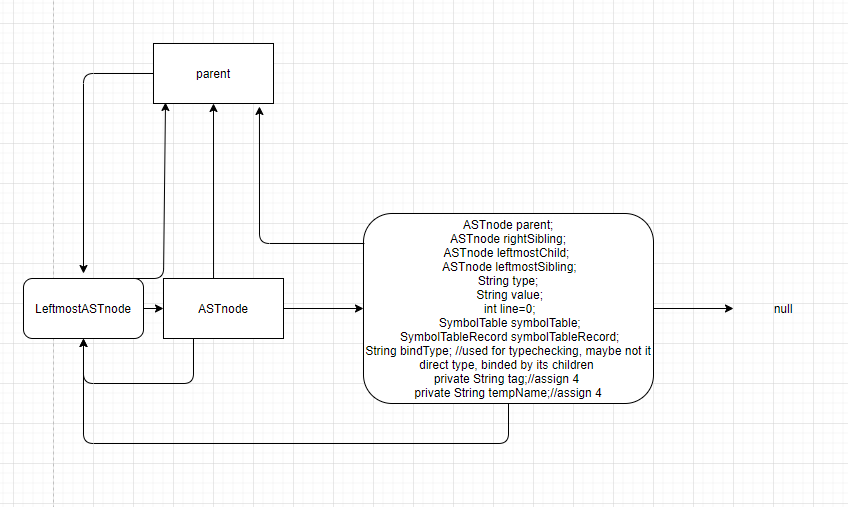 parent
LeftmostASTnode
ASTnode
ASTnode parent;
ASTnode rightSibling;
ASTnode leftmostChild;
ASTnode leftmostSibling;
String type;
String value;
int line=0;
SymbolTable symbolTable;
SymbolTableRecord symbolTableRecord;
String bindType; //used for typechecking, maybe not it
direct type, binded by its children
private String tag;//assign 4
private String tempName;//assign 4
null